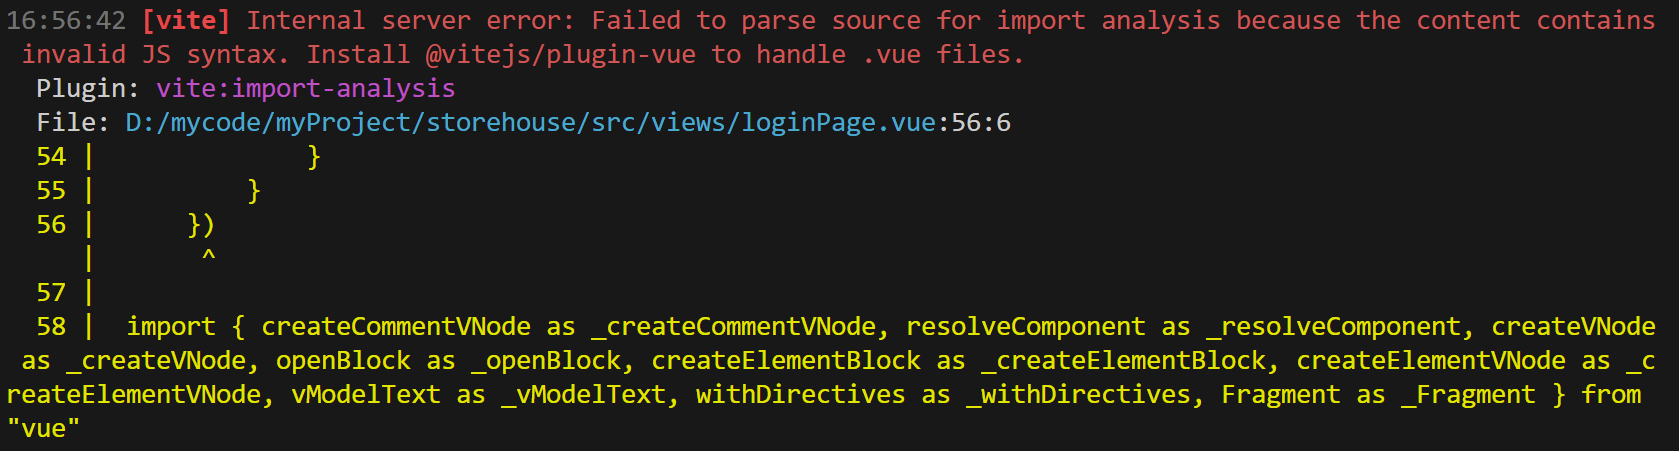 16:56:42 [vite] Internal server error: Failed to parse source for import analysis because the content contains
invalid JS syntax. Install @vitejs/plugin-vue to handle .vue files.
Plugin: vite:import-analysis
File: D:/mycode/myProject/storehouse/src/views/loginPage.vue:56:6
54 |              }
55 |          }
56 |      })
   |       ^
57 |
58 |  import { createCommentVNode as _createCommentVNode, resolveComponent as _resolveComponent, createVNode
as _createVNode, openBlock as _openBlock, createElementBlock as _createElementBlock, createElementVNode as _c
reateElementVNode, vModelText as _vModelText, withDirectives as _withDirectives, Fragment as _Fragment } from
"vue"